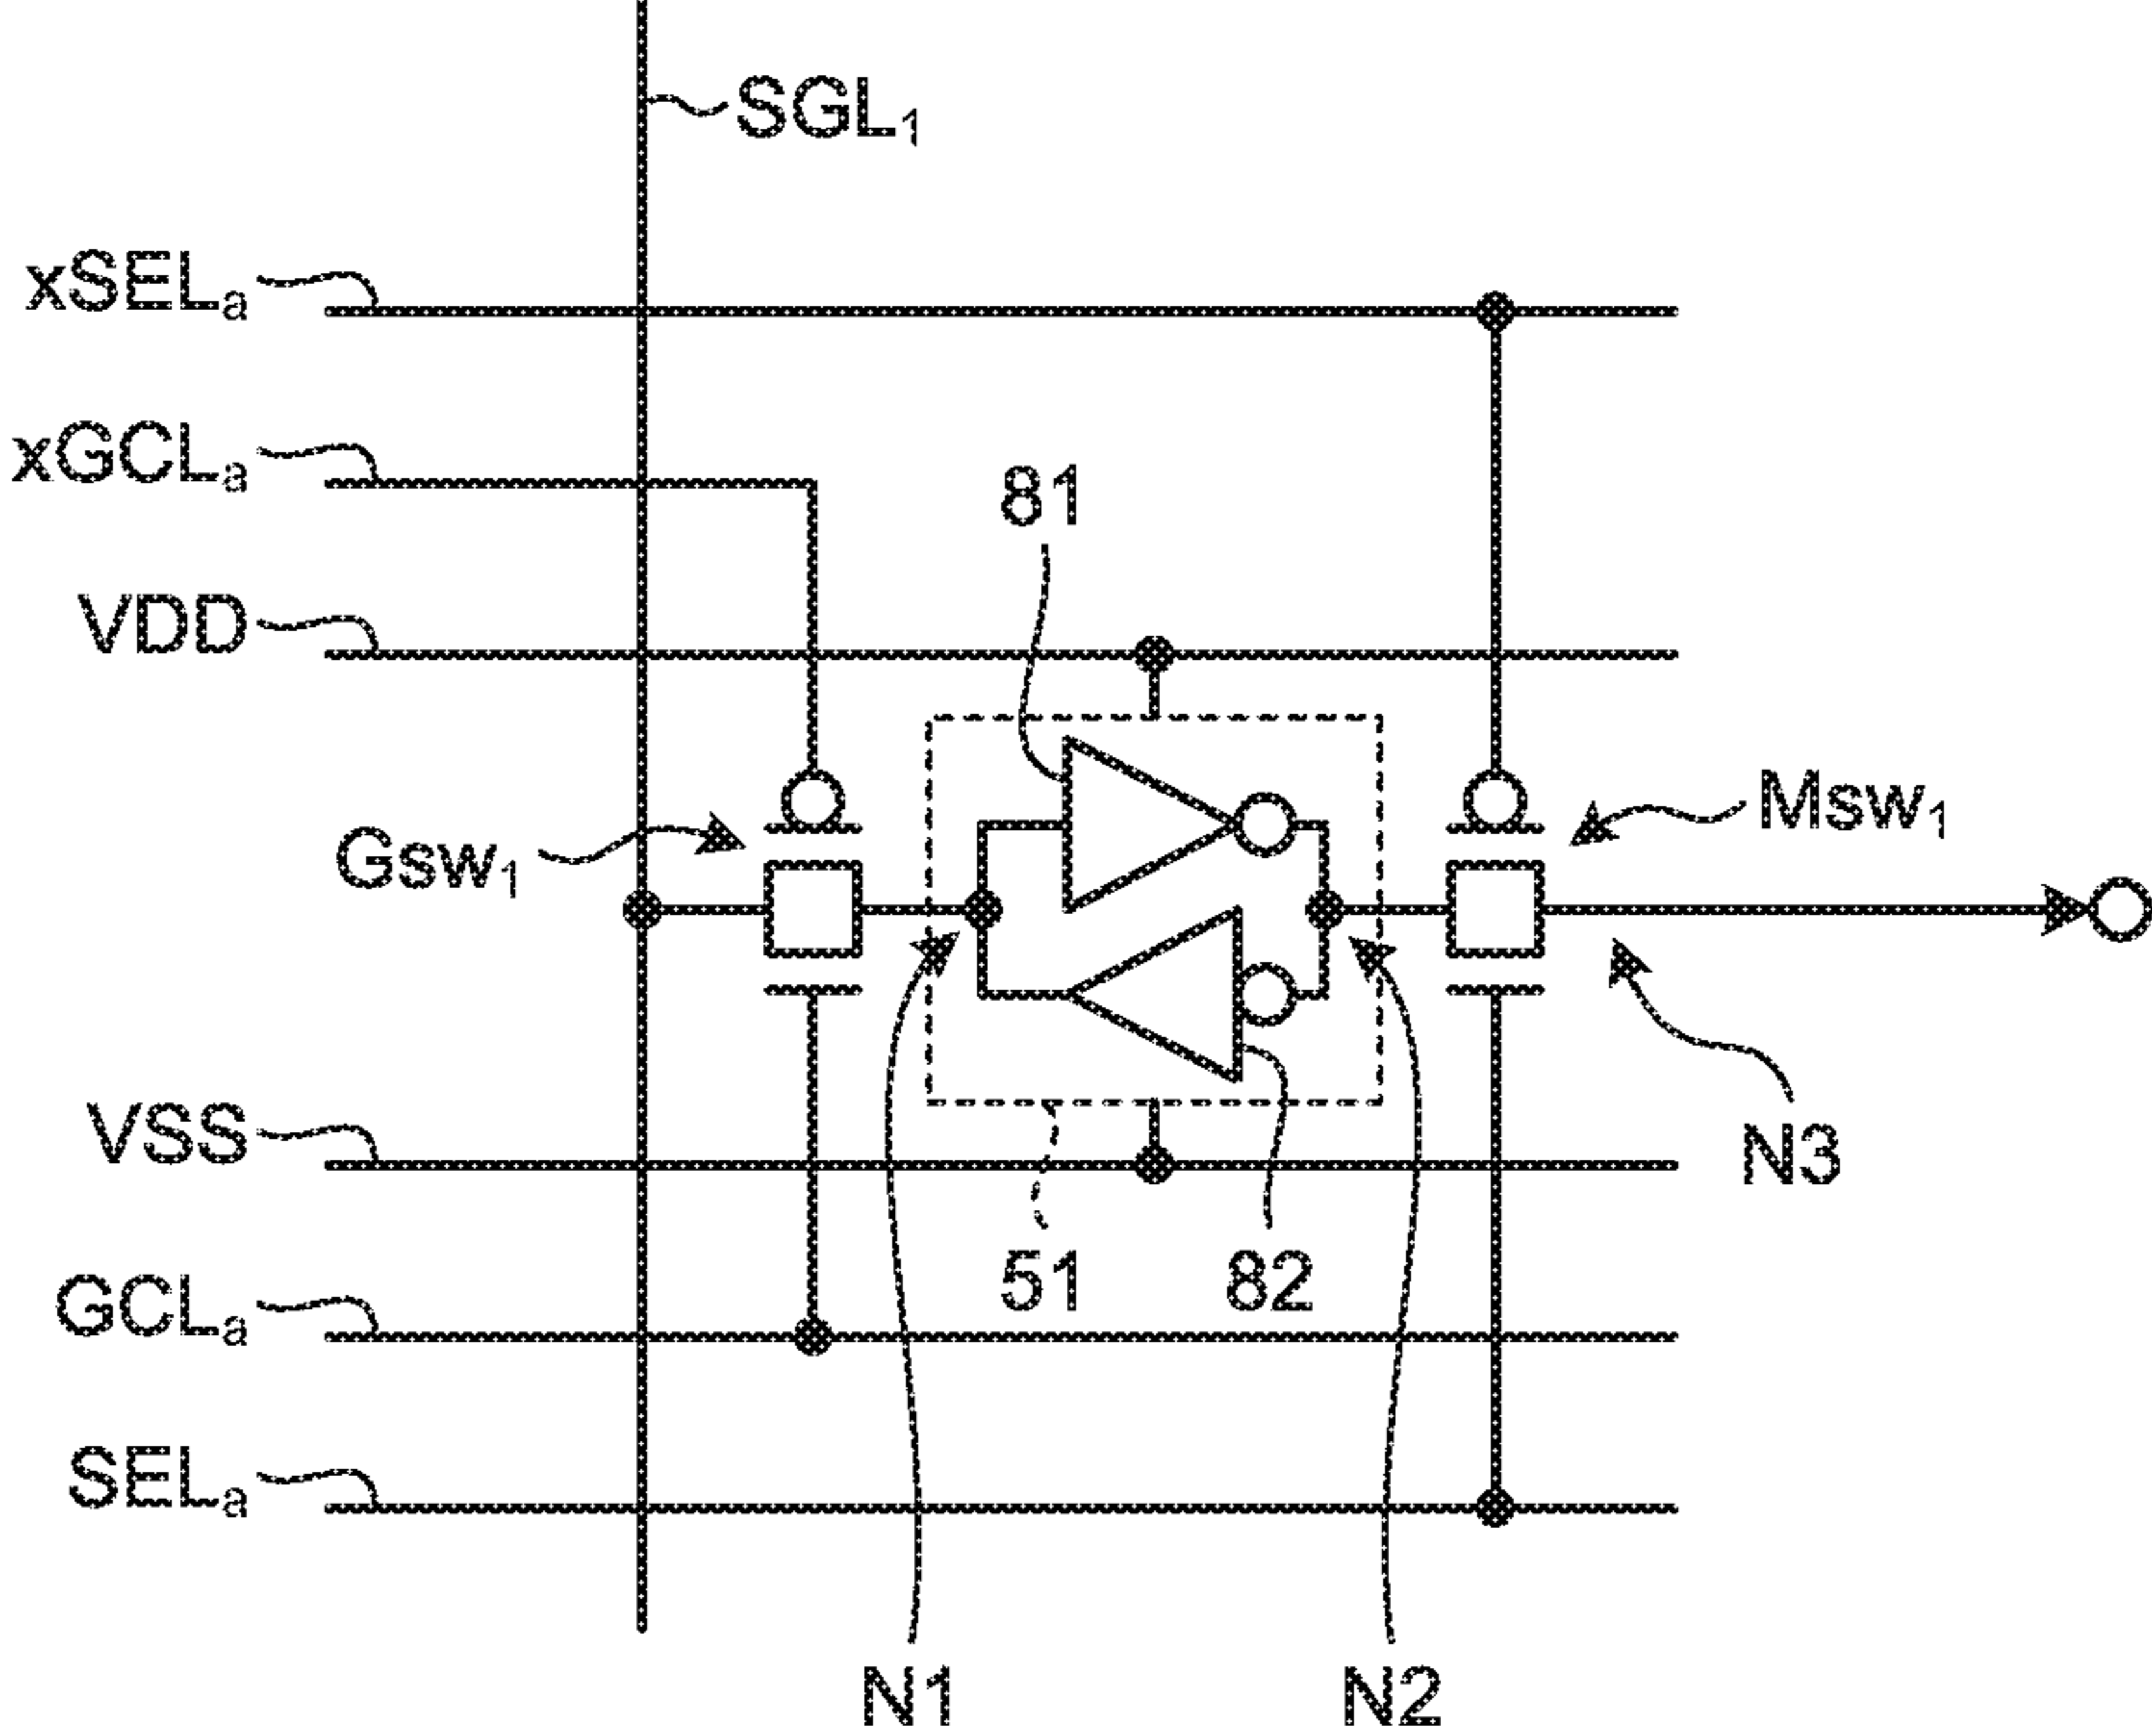 SGL₁
xSELₐ
xGCLₐ
81
VDD
Msw₁
Gsw₁
VSS
N3
51 82
GCLₐ
SELₐ
N1 N2